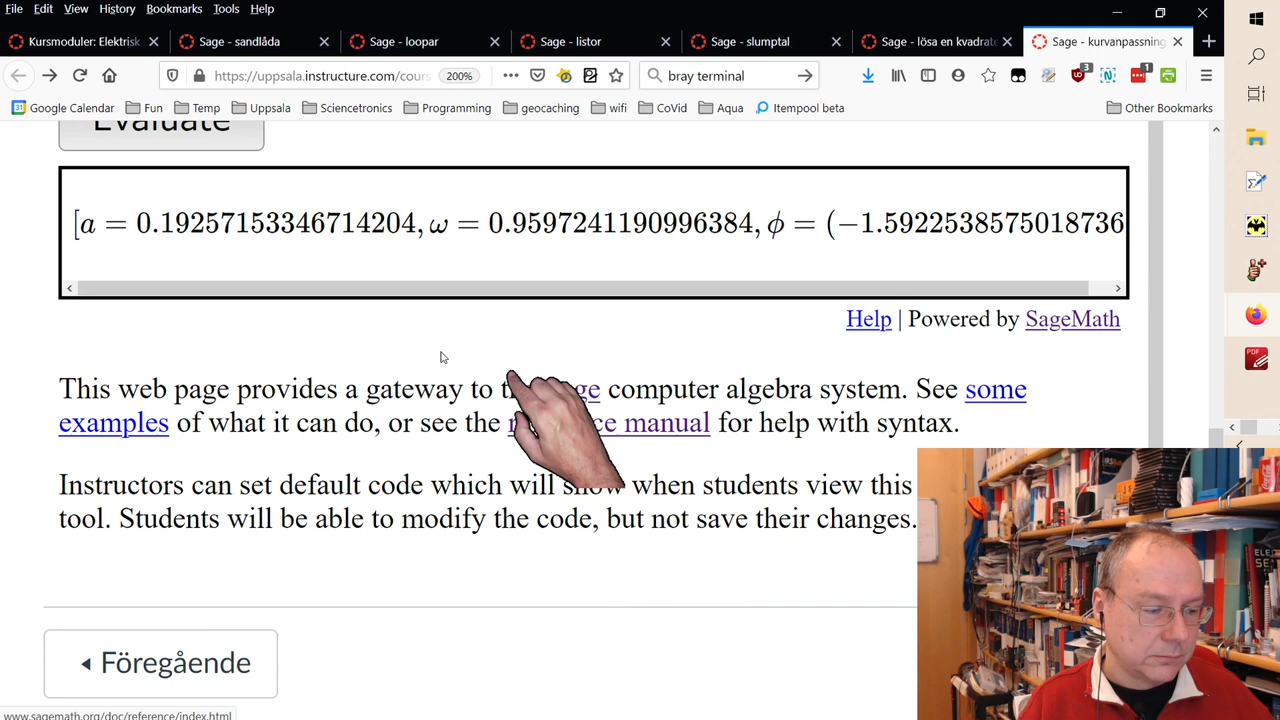 File Edit View History Bookmarks Tools Help
Kursmoduler: Elektrisk Sage - sandlåda Sage - loopar Sage - listor Sage - slumptal Sage - lösa en kvadrate Sage - kurvanpassning
https://uppsala.instructure.com/cours 200% bray terminal
Google Calendar Fun Temp Uppsala Sciencetronics Programming geocaching wifi CoVid Aqua Itempool beta Other Bookmarks
Evaluate
[a = 0.19257153346714204, ω = 0.9597241190996384, ϕ = (−1.5922538575018736
Help | Powered by SageMath
This web page provides a gateway to computer algebra system. See some
examples of what it can do, or see the manual for help with syntax.
Instructors can set default code which will when students view this
tool. Students will be able to modify the code, but not save their changes.
Föregående
www.sagemath.org/doc/reference/index.html